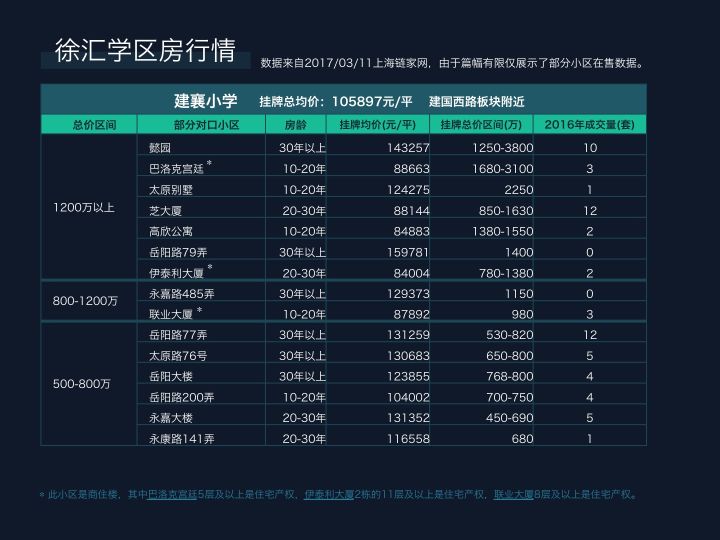 徐汇学区房行情
数据来自2017/03/11上海链家网，由于篇幅有限仅展示了部分小区在售数据。
建襄小学 挂牌总均价：105897元/平 建国西路板块附近
总价区间 部分对口小区 房龄 挂牌均价(元/平) 挂牌总价区间(万) 2016年成交量(套)
懿园 30年以上 143257 1250-3800 10
巴洛克宫廷* 10-20年 88663 1680-3100 3
太原别墅 10-20年 124275 2250 1
1200万以上 芝大厦 20-30年 88144 850-1630 12
高欣公寓 10-20年 84883 1380-1550 2
岳阳路79弄 30年以上 159781 1400 0
伊泰利大厦* 20-30年 84004 780-1380 2
800-1200万 永嘉路485弄 30年以上 129373 1150 0
联业大厦* 10-20年 87892 980 3
岳阳路77弄 30年以上 131259 530-820 12
太原路76号 30年以上 130683 650-800 5
500-800万 岳阳大楼 30年以上 123855 768-800 4
岳阳路200弄 10-20年 104002 700-750 4
永嘉大楼 20-30年 131352 450-690 5
永康路141弄 20-30年 116558 680 1
* 此小区是商住楼，其中巴洛克宫廷5层及以上是住宅产权，伊泰利大厦2栋的11层及以上是住宅产权，联业大厦8层及以上是住宅产权。